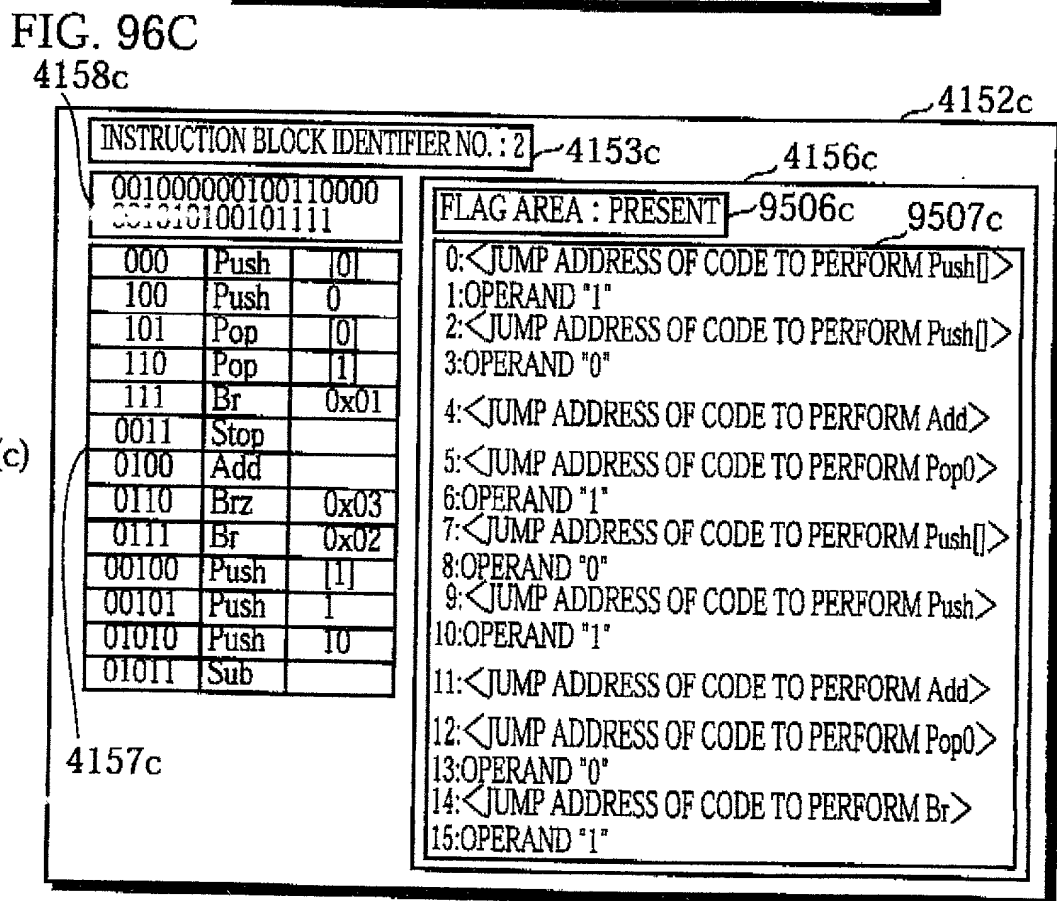 FIG. 96C
4158c
4152c
INSTRUCTION BLOCK IDENTIFIER NO. : 2
4153c
4156c
001000000100110000
001010100101111
FLAG AREA : PRESENT
9506c
9507c
000 Push [0]
100 Push 0
101 Pop [0]
110 Pop [1]
111 Br 0x01
0011 Stop
0100 Add
0110 Brz 0x03
0111 Br 0x02
00100 Push [1]
00101 Push 1
01010 Push 10
01011 Sub
(c)
4157c
0:<JUMP ADDRESS OF CODE TO PERFORM Push[]>
1:OPERAND "1"
2:<JUMP ADDRESS OF CODE TO PERFORM Push[]>
3:OPERAND "0"
4:<JUMP ADDRESS OF CODE TO PERFORM Add>
5:<JUMP ADDRESS OF CODE TO PERFORM Pop0>
6:OPERAND "1"
7:<JUMP ADDRESS OF CODE TO PERFORM Push[]>
8:OPERAND "0"
9:<JUMP ADDRESS OF CODE TO PERFORM Push>
10:OPERAND "1"
11:<JUMP ADDRESS OF CODE TO PERFORM Add>
12:<JUMP ADDRESS OF CODE TO PERFORM Pop0>
13:OPERAND "0"
14:<JUMP ADDRESS OF CODE TO PERFORM Br>
15:OPERAND "1"